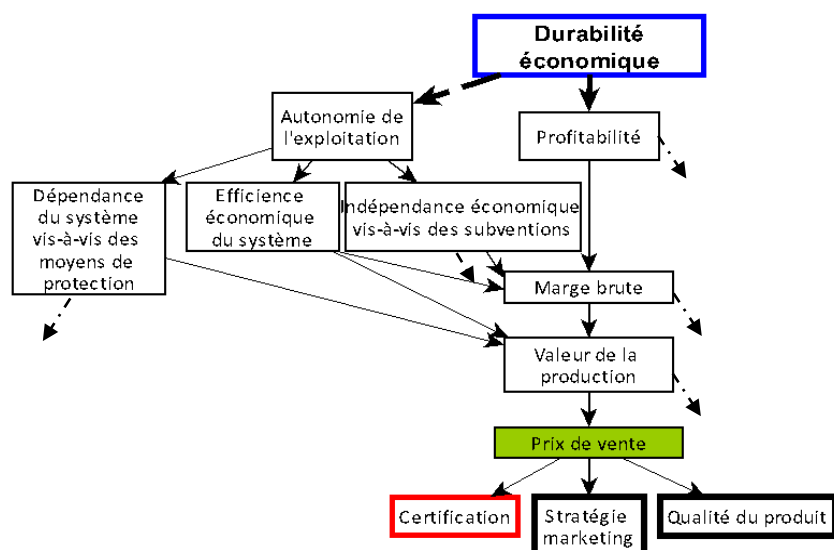 Durabilité
économique
Autonomie de
l'exploitation
Profitabilité
Dépendance
du système
vis-à-vis des
moyens de
protection
Efficience
économique
du système
Indépendance économique
vis-à-vis des subventions
Marge brute
Valeur de la
production
Prix de vente
Certification
Stratégie
marketing
Qualité du produit